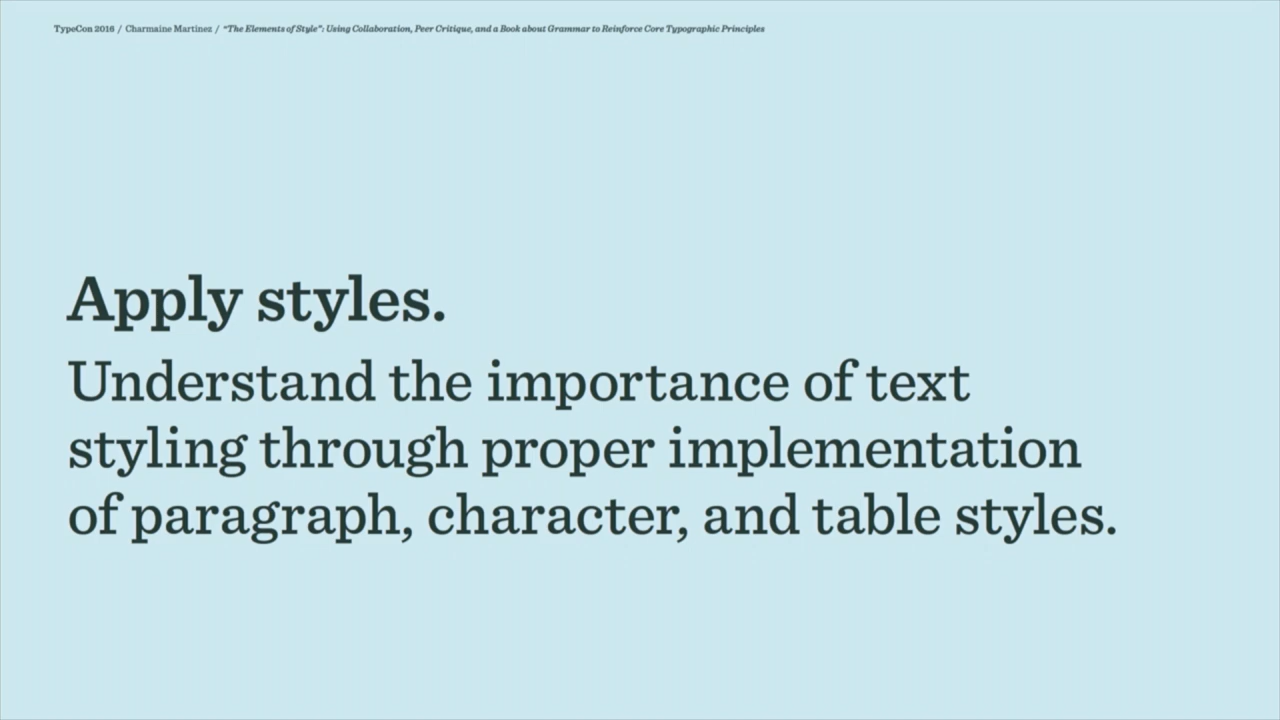 TypeCon 2016 / Charmaine Martinez / “The Elements of Style”: Using Collaboration, Peer Critique, and a Book about Grammar to Reinforce Core Typographic Principles
Apply styles.
Understand the importance of text
styling through proper implementation
of paragraph, character, and table styles.